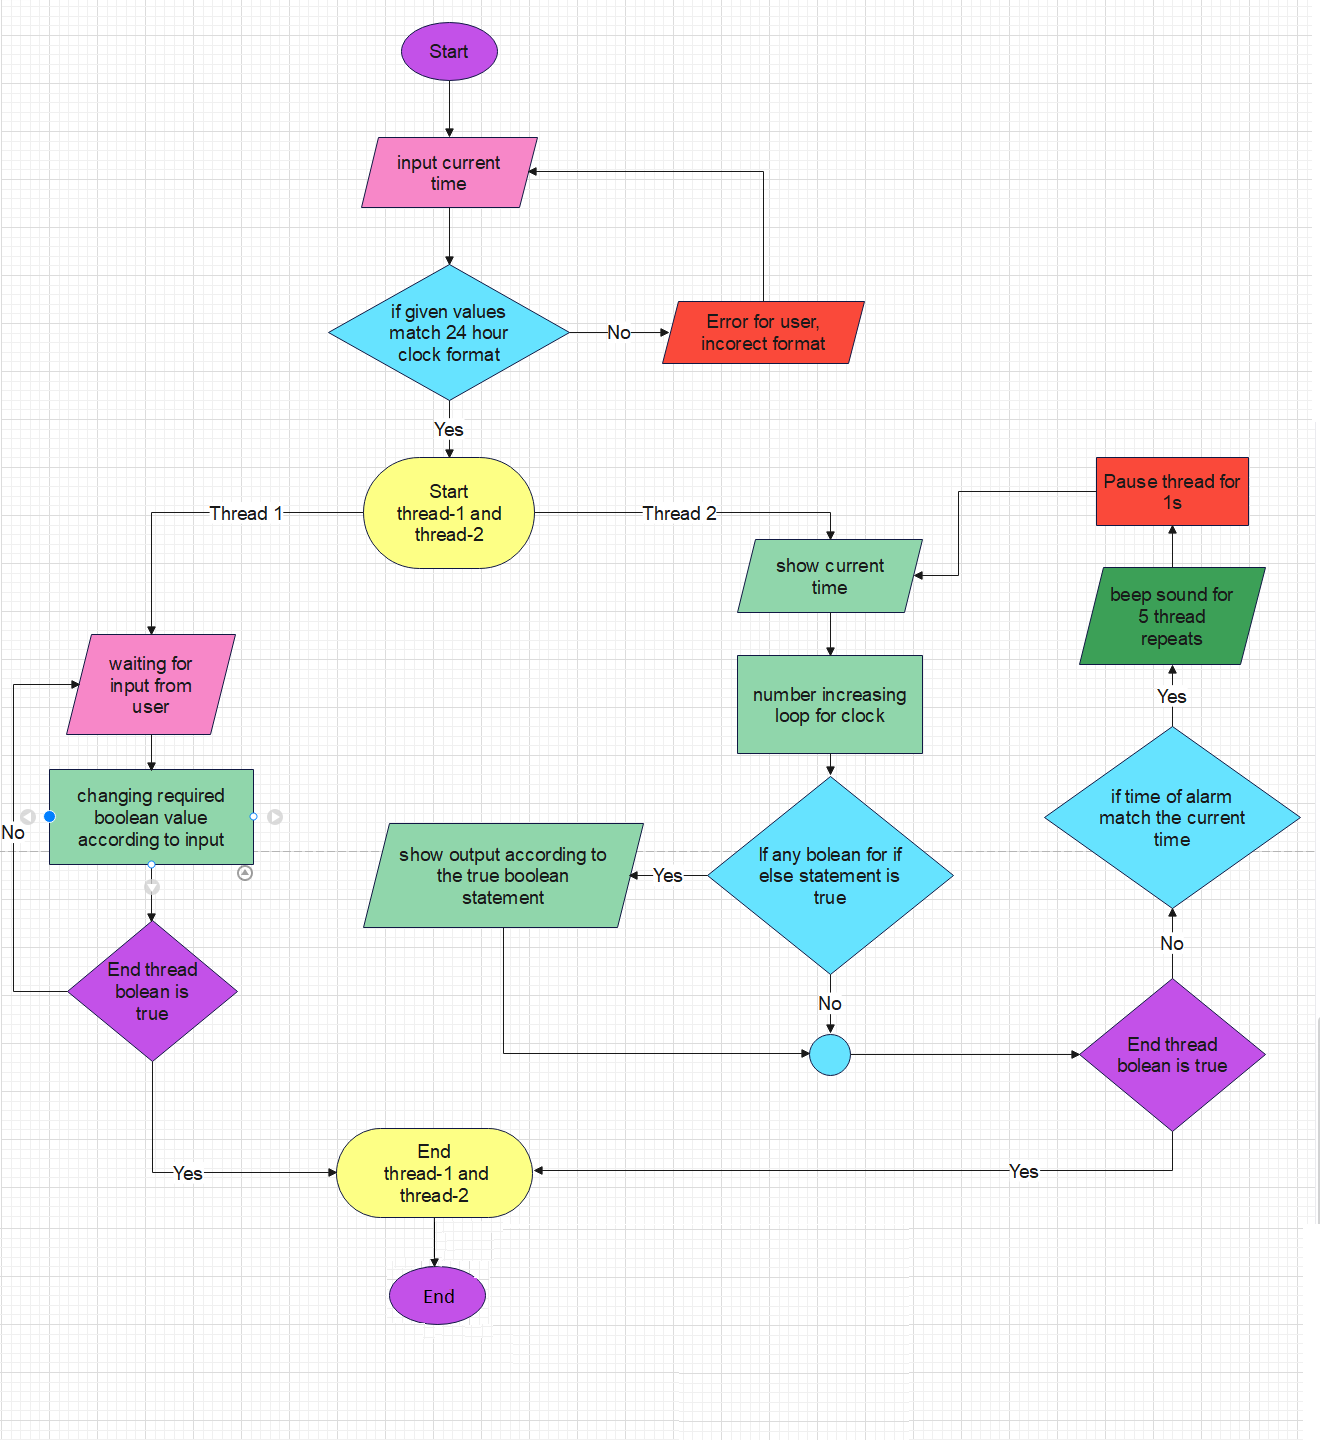 Start
input current
time
if given values
match 24 hour
clock format
No
Error for user,
incorect format
Yes
Start
thread-1 and
thread-2
Thread 1
Thread 2
Pause thread for
1s
show current
time
beep sound for
5 thread
repeats
waiting for
input from
user
number increasing
loop for clock
Yes
changing required
boolean value
according to input
No
if time of alarm
match the current
time
show output according to
the true boolean
statement
Yes
If any bolean for if
else statement is
true
No
End thread
bolean is
true
No
End thread
bolean is true
Yes
End
thread-1 and
thread-2
Yes
End